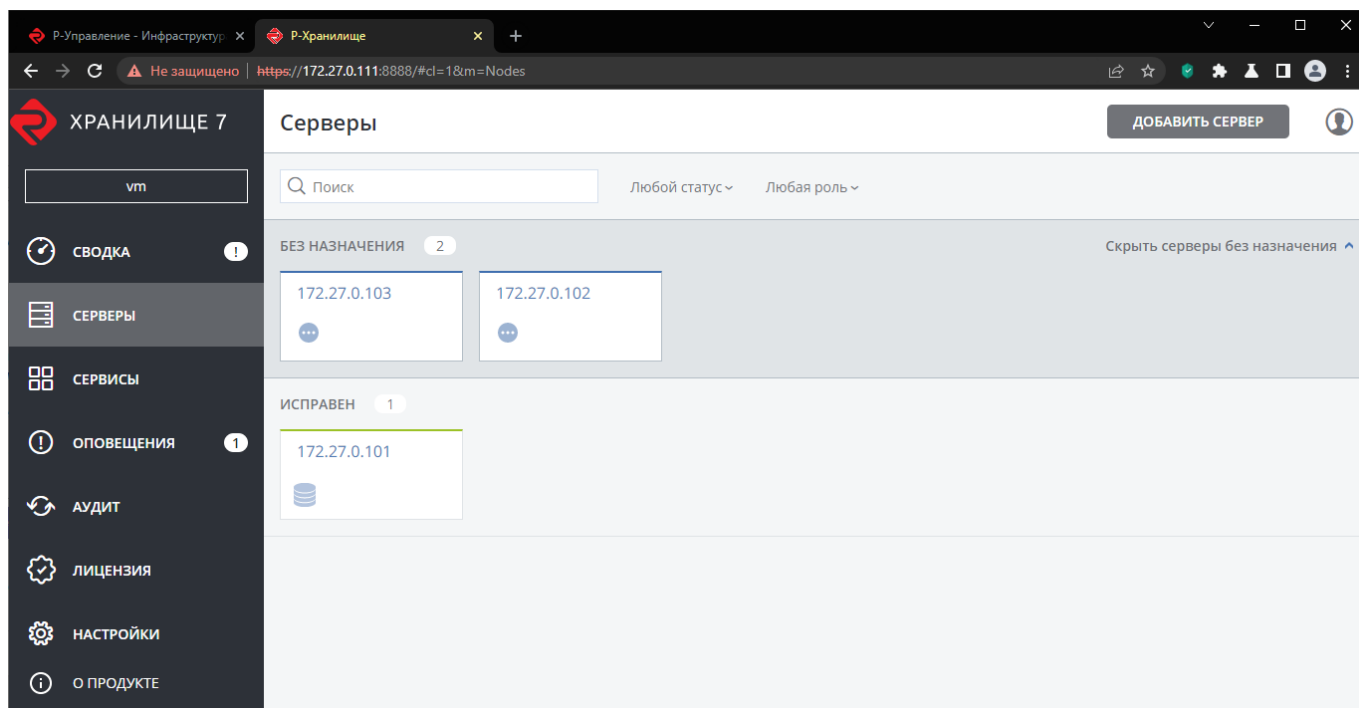 Р-Управление - Инфраструктур
Р-Хранилище
Не защищено https://172.27.0.111:8888/#cl=1&m=Nodes
ХРАНИЛИЩЕ 7
Серверы
ДОБАВИТЬ СЕРВЕР
vm
Поиск
Любой статус
Любая роль
СВОДКА !
СЕРВЕРЫ
СЕРВИСЫ
ОПОВЕЩЕНИЯ 1
АУДИТ
ЛИЦЕНЗИЯ
НАСТРОЙКИ
О ПРОДУКТЕ
БЕЗ НАЗНАЧЕНИЯ 2
Скрыть серверы без назначения
172.27.0.103
172.27.0.102
ИСПРАВЕН 1
172.27.0.101